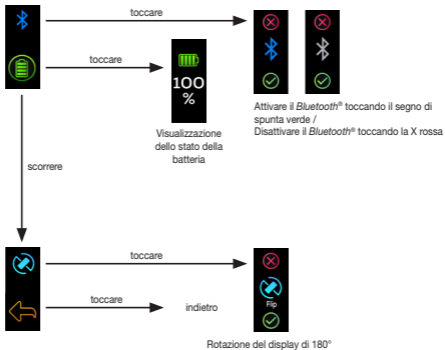 toccare
toccare
100
%
Visualizzazione
dello stato della
batteria
Attivare il Bluetooth® toccando il segno di
spunta verde /
Disattivare il Bluetooth® toccando la X rossa
scorrere
toccare
Flip
toccare
indietro
Rotazione del display di 180°